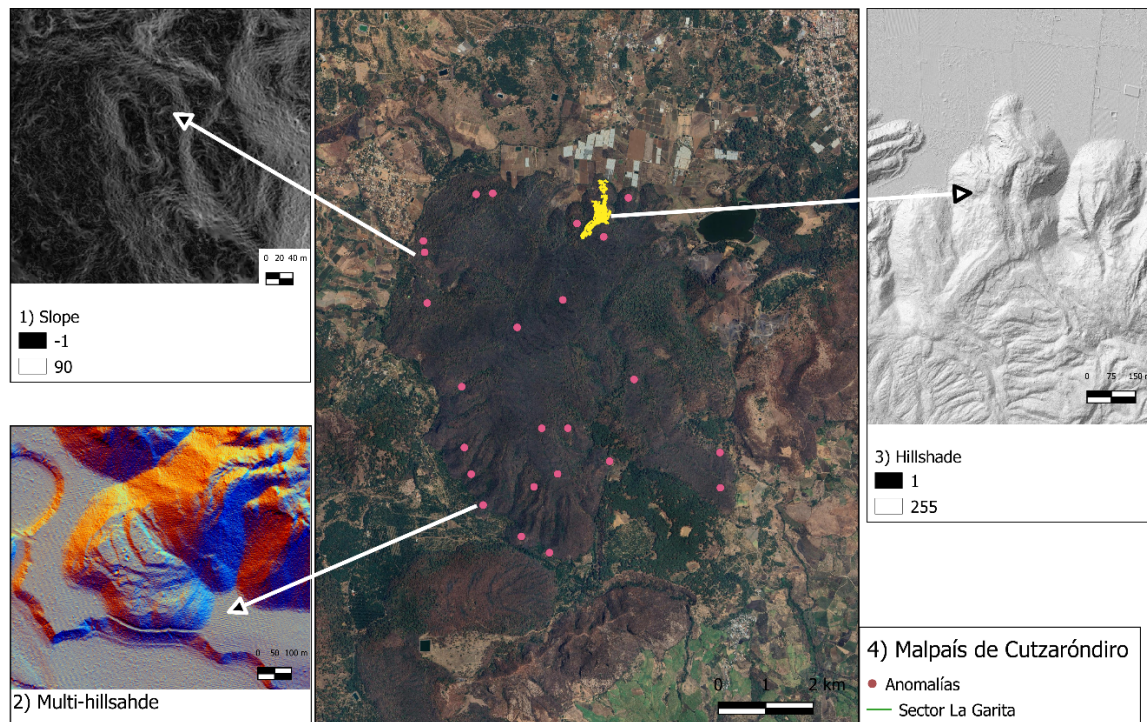 0 20 40 m
1) Slope
-1
90
0 50 100 m
2) Multi-hillsahde
0 1 2 km
0 75 150 m
3) Hillshade
1
255
4) Malpaís de Cutzaróndiro
Anomalías
Sector La Garita